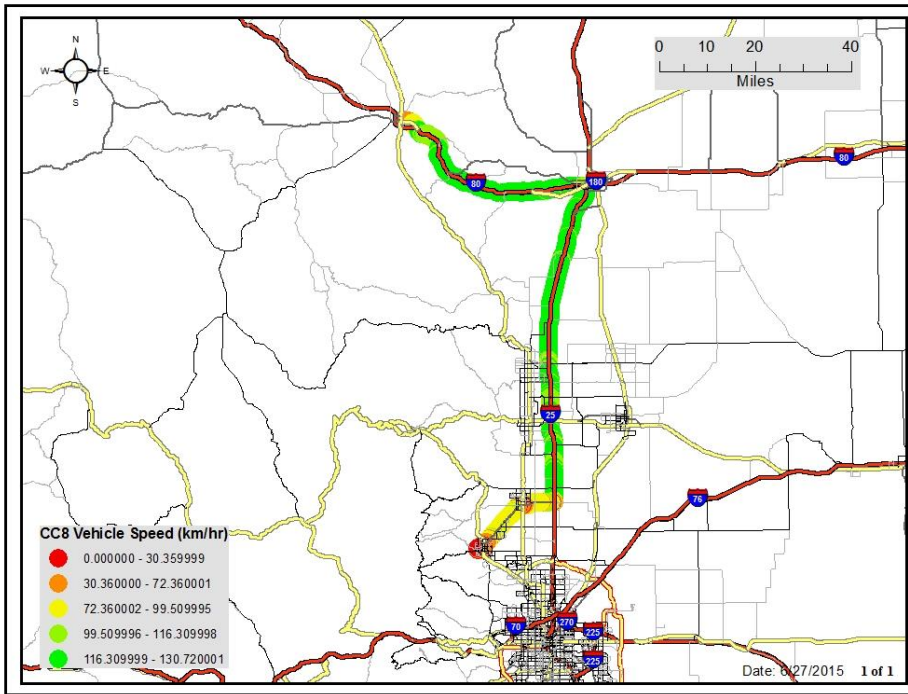 N
W E
S
0 10 20 40
Miles
80
80
180
25
76
CC8 Vehicle Speed (km/hr)
0.000000 - 30.359999
30.360000 - 72.360001
72.360002 - 99.509995
99.509996 - 116.309998
116.309999 - 130.720001
70
270
225
225
Date: 6/27/2015 1 of 1